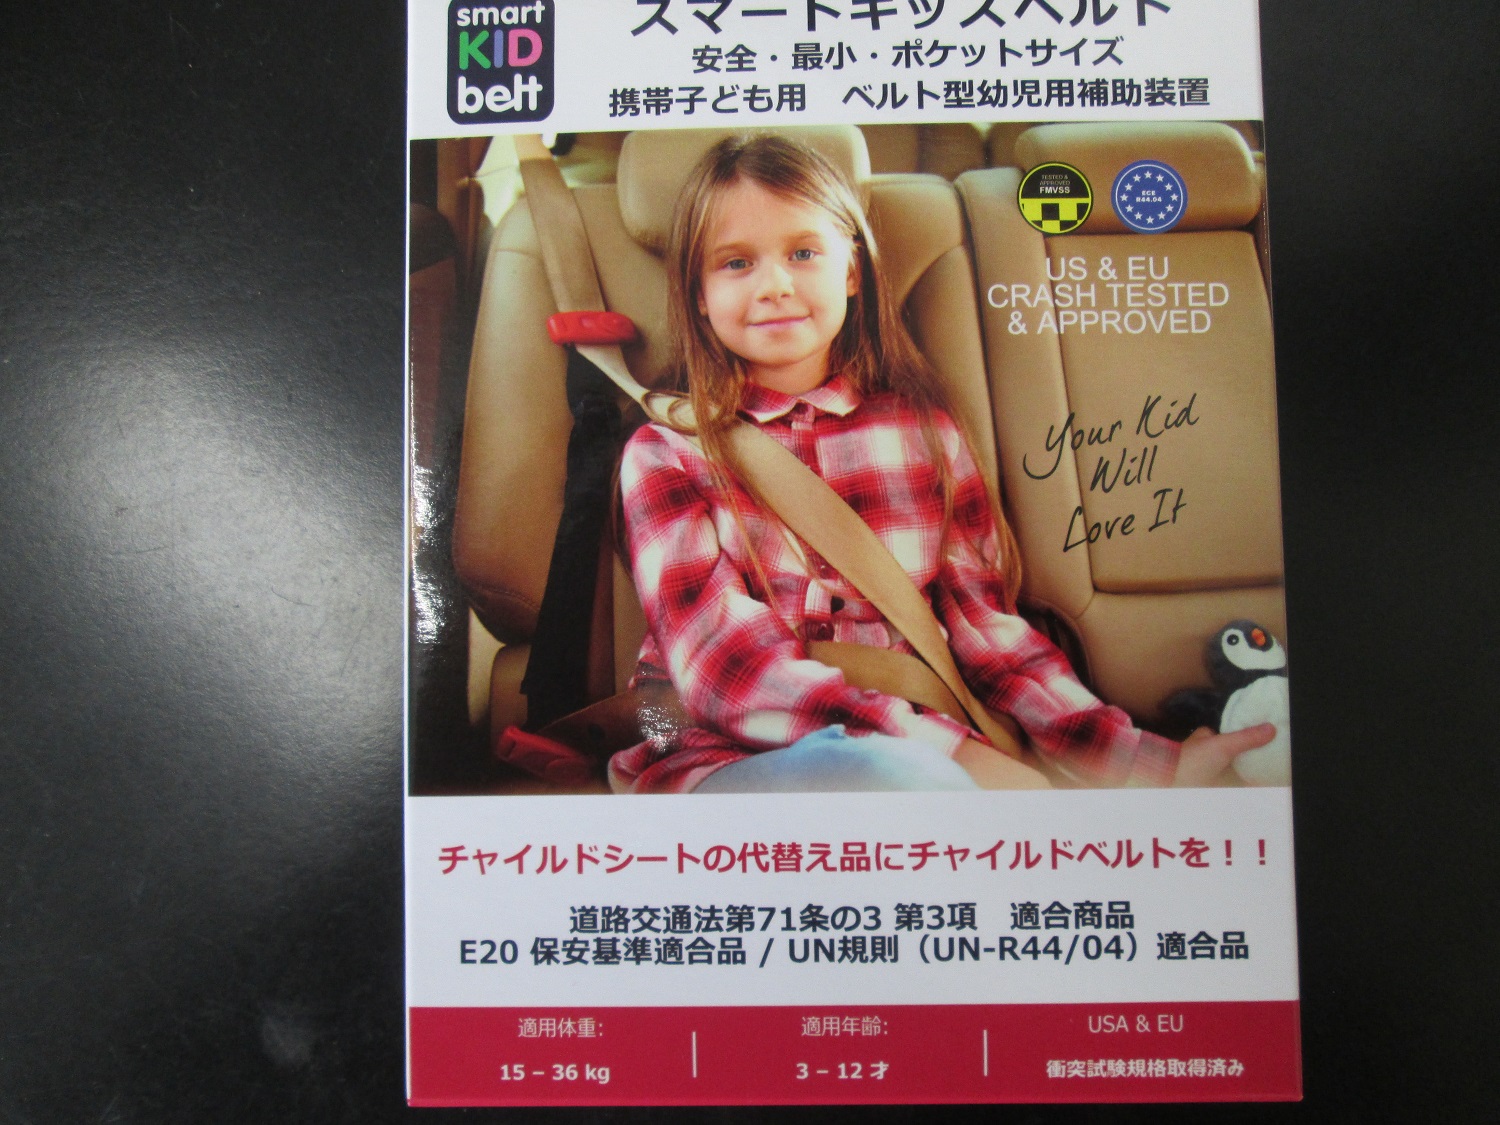 smart
KID
belt
スマートキッズベルト
安全・最小・ポケットサイズ
携帯子ども用　ベルト型幼児用補助装置
TESTED &
APPROVED
FMVSS
ECE
R44.04
US & EU
CRASH TESTED
& APPROVED
Your Kid
Will
Love It
チャイルドシートの代替え品にチャイルドベルトを！！
道路交通法第71条の3 第3項　適合商品
E20 保安基準適合品 / UN規則（UN-R44/04）適合品
適用体重:
15 – 36 kg
適用年齢:
3 – 12 才
USA & EU
衝突試験規格取得済み